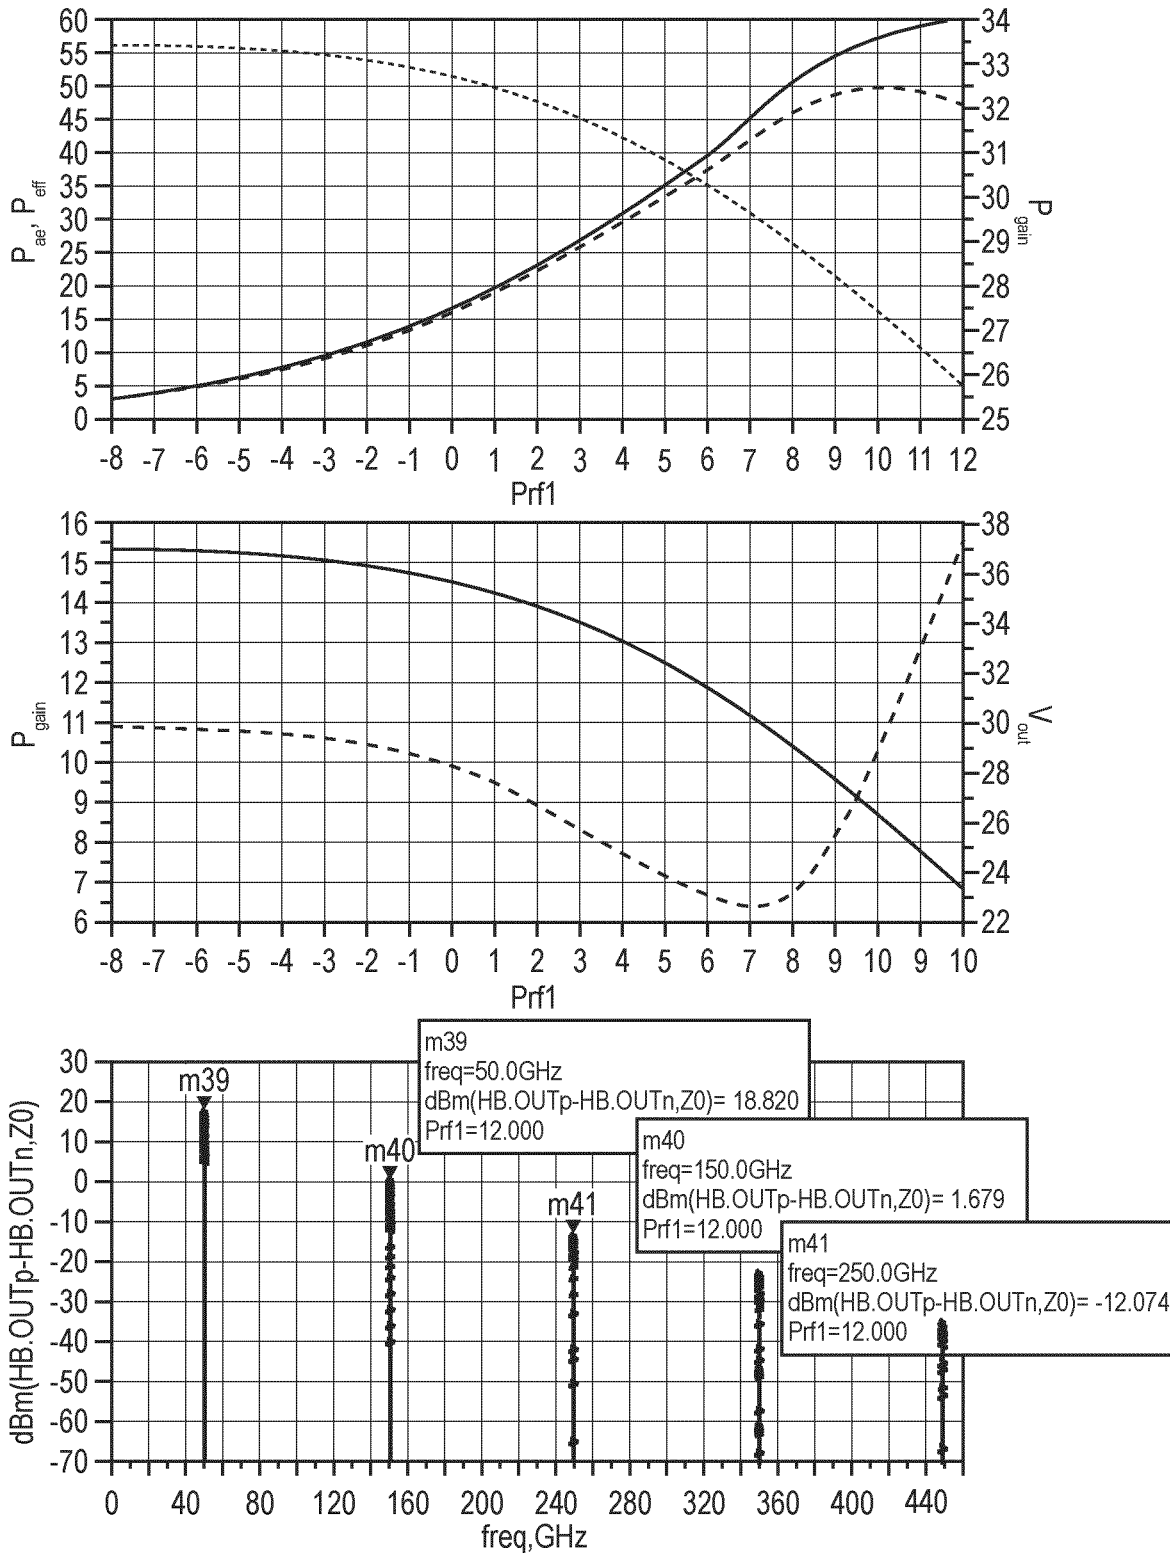 60
55
50
45
40
35
30
25
20
15
10
5
0
Pae, Peff
34
33
32
31
30
29
28
27
26
25
Pgain
-8 -7 -6 -5 -4 -3 -2 -1 0 1 2 3 4 5 6 7 8 9 10 11 12
Prf1
16
15
14
13
12
11
10
9
8
7
6
Pgain
38
36
34
32
30
28
26
24
22
Vout
-8 -7 -6 -5 -4 -3 -2 -1 0 1 2 3 4 5 6 7 8 9 10 9 10
Prf1
30
20
10
0
-10
-20
-30
-40
-50
-60
-70
dBm(HB.OUTp-HB.OUTn,Z0)
m39
m40
m41
m39
freq=50.0GHz
dBm(HB.OUTp-HB.OUTn,Z0)= 18.820
Prf1=12.000
m40
freq=150.0GHz
dBm(HB.OUTp-HB.OUTn,Z0)= 1.679
Prf1=12.000
m41
freq=250.0GHz
dBm(HB.OUTp-HB.OUTn,Z0)= -12.074
Prf1=12.000
0 40 80 120 160 200 240 280 320 360 400 440
freq,GHz